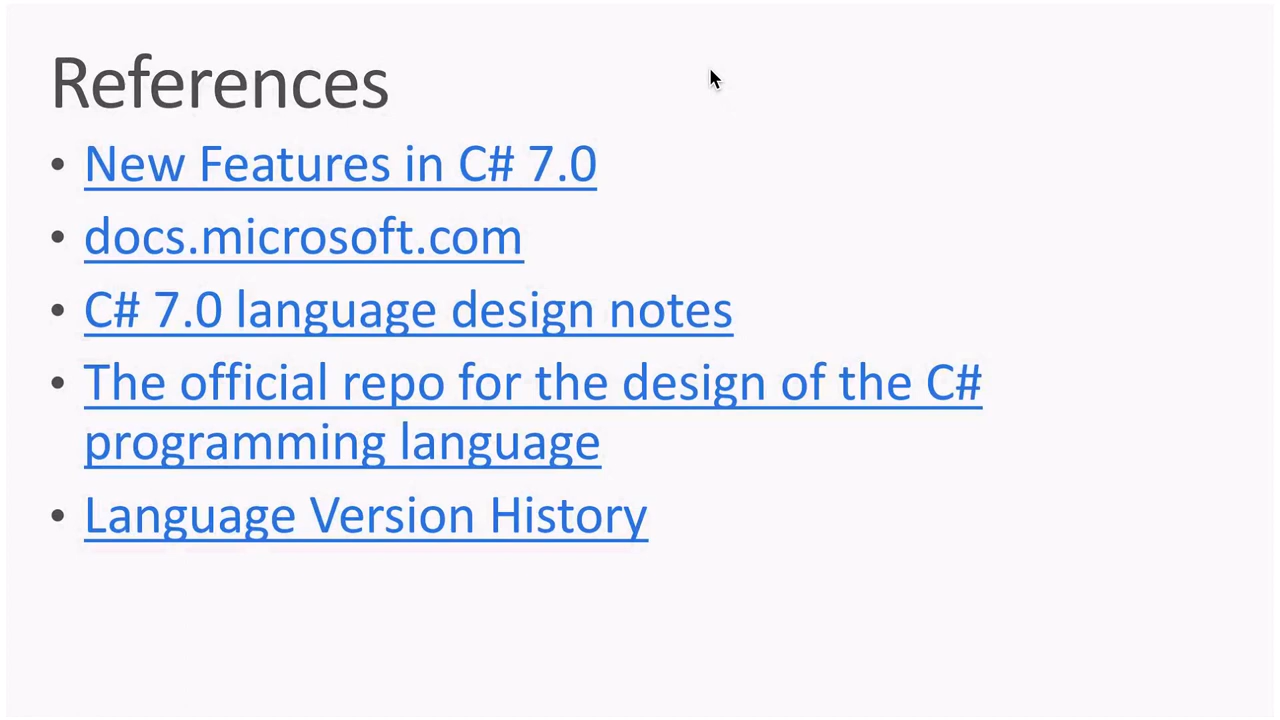 References
• New Features in C# 7.0
• docs.microsoft.com
• C# 7.0 language design notes
• The official repo for the design of the C#
programming language
• Language Version History